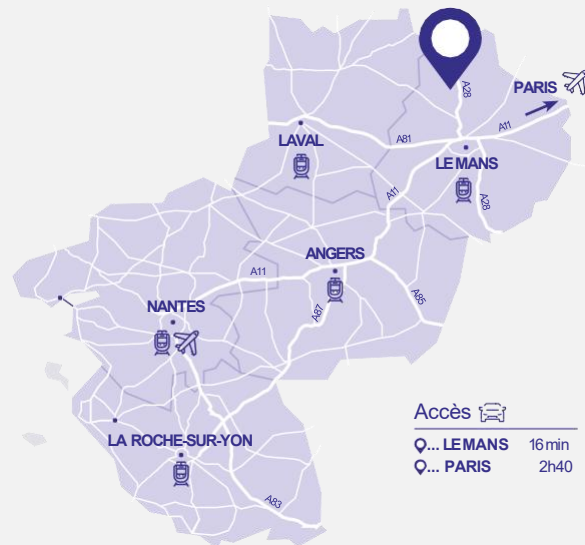 A28
PARIS
A11
LAVAL
A81
LE MANS
A11
A28
ANGERS
A11
A85
NANTES
A87
Accès
LA ROCHE-SUR-YON
... LE MANS 16 min
... PARIS 2h40
A83